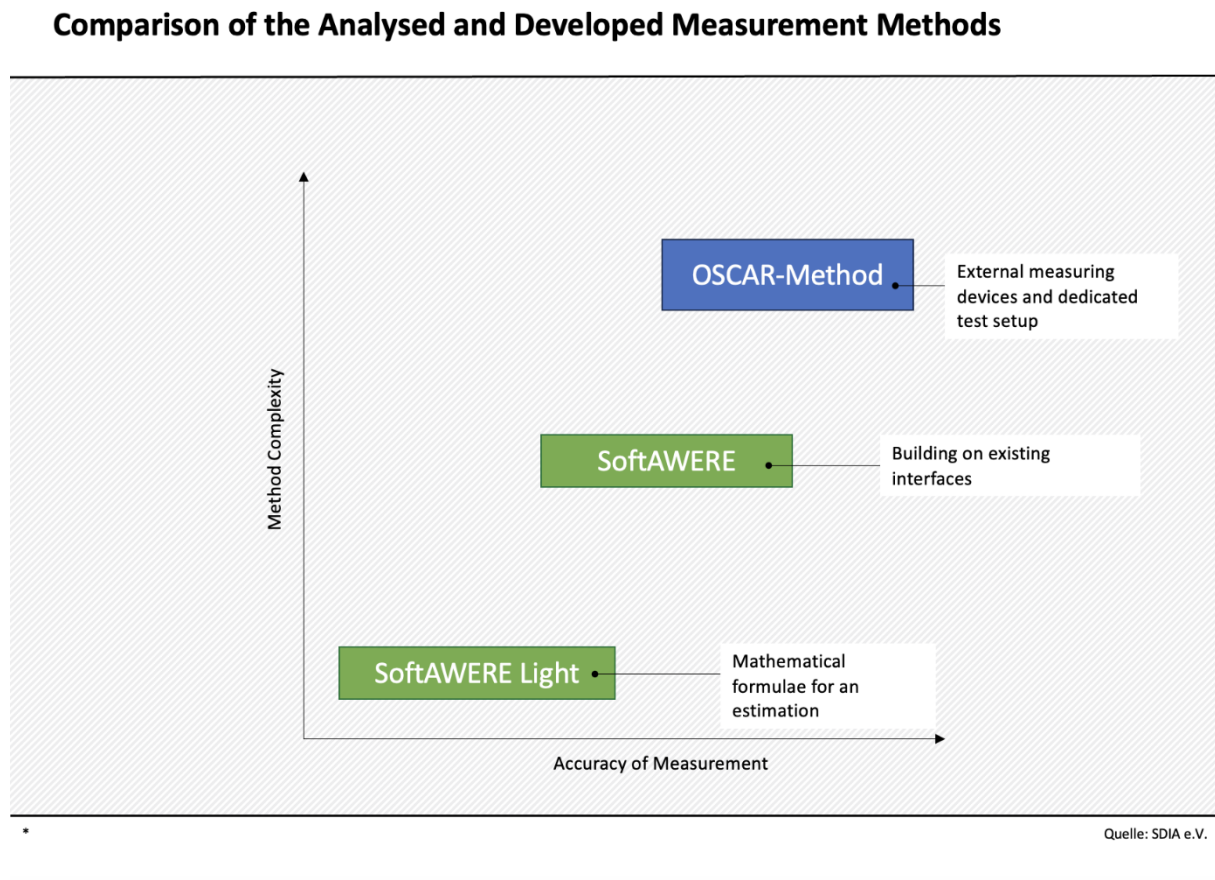 Comparison of the Analysed and Developed Measurement Methods
OSCAR-Method
External measuring
devices and dedicated
test setup
Method Complexity
SoftAWERE
Building on existing
interfaces
SoftAWERE Light
Mathematical
formulae for an
estimation
Accuracy of Measurement
*
Quelle: SDIA e.V.